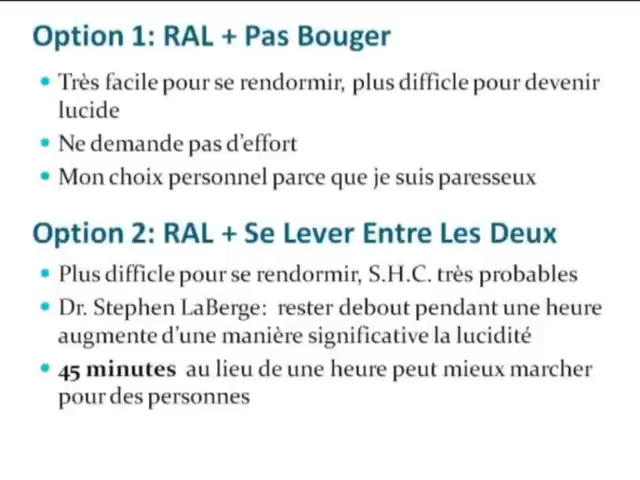 Option 1: RAL + Pas Bouger
Très facile pour se rendormir, plus difficle pour devenir
lucide
Ne demande pas d'effort
Mon choix personnel parce que je suis paresseux
Option 2: RAL + Se Lever Entre Les Deux
Plus difficle pour se rendormir, S.H.C. très probables
Dr. Stephen LaBerge: rester debout pendant une heure
augmente d'une manière significative la lucidité
45 minutes au lieu de une heure peut mieux marcher
pour des personnes